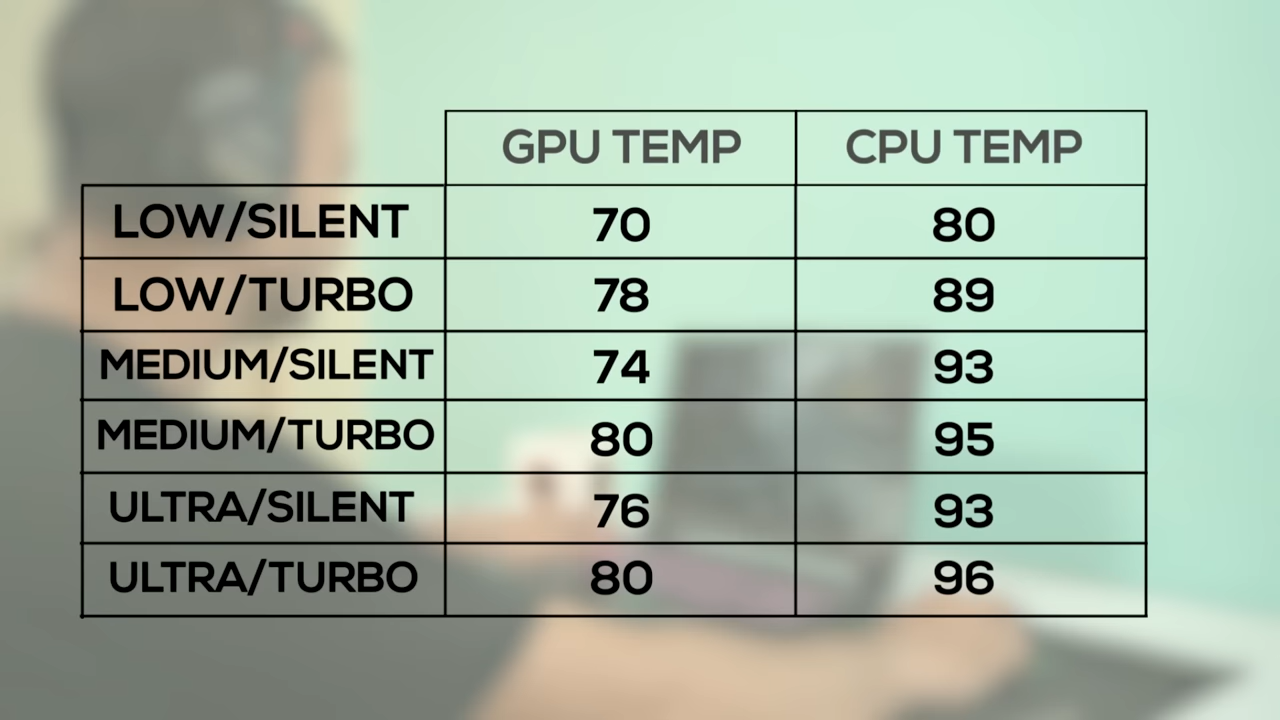 GPU TEMP CPU TEMP
LOW/SILENT 70 80
LOW/TURBO 78 89
MEDIUM/SILENT 74 93
MEDIUM/TURBO 80 95
ULTRA/SILENT 76 93
ULTRA/TURBO 80 96